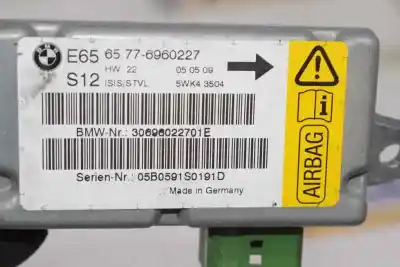 BMW
E65 65 77-6960227
HW 22 05 05 09
S12 ISIS/STVL 5WK4 3504
BMW-Nr.: 30696022701E
Serien-Nr.: 05B0591S0191D
Made in Germany
AIRBAG
i
!